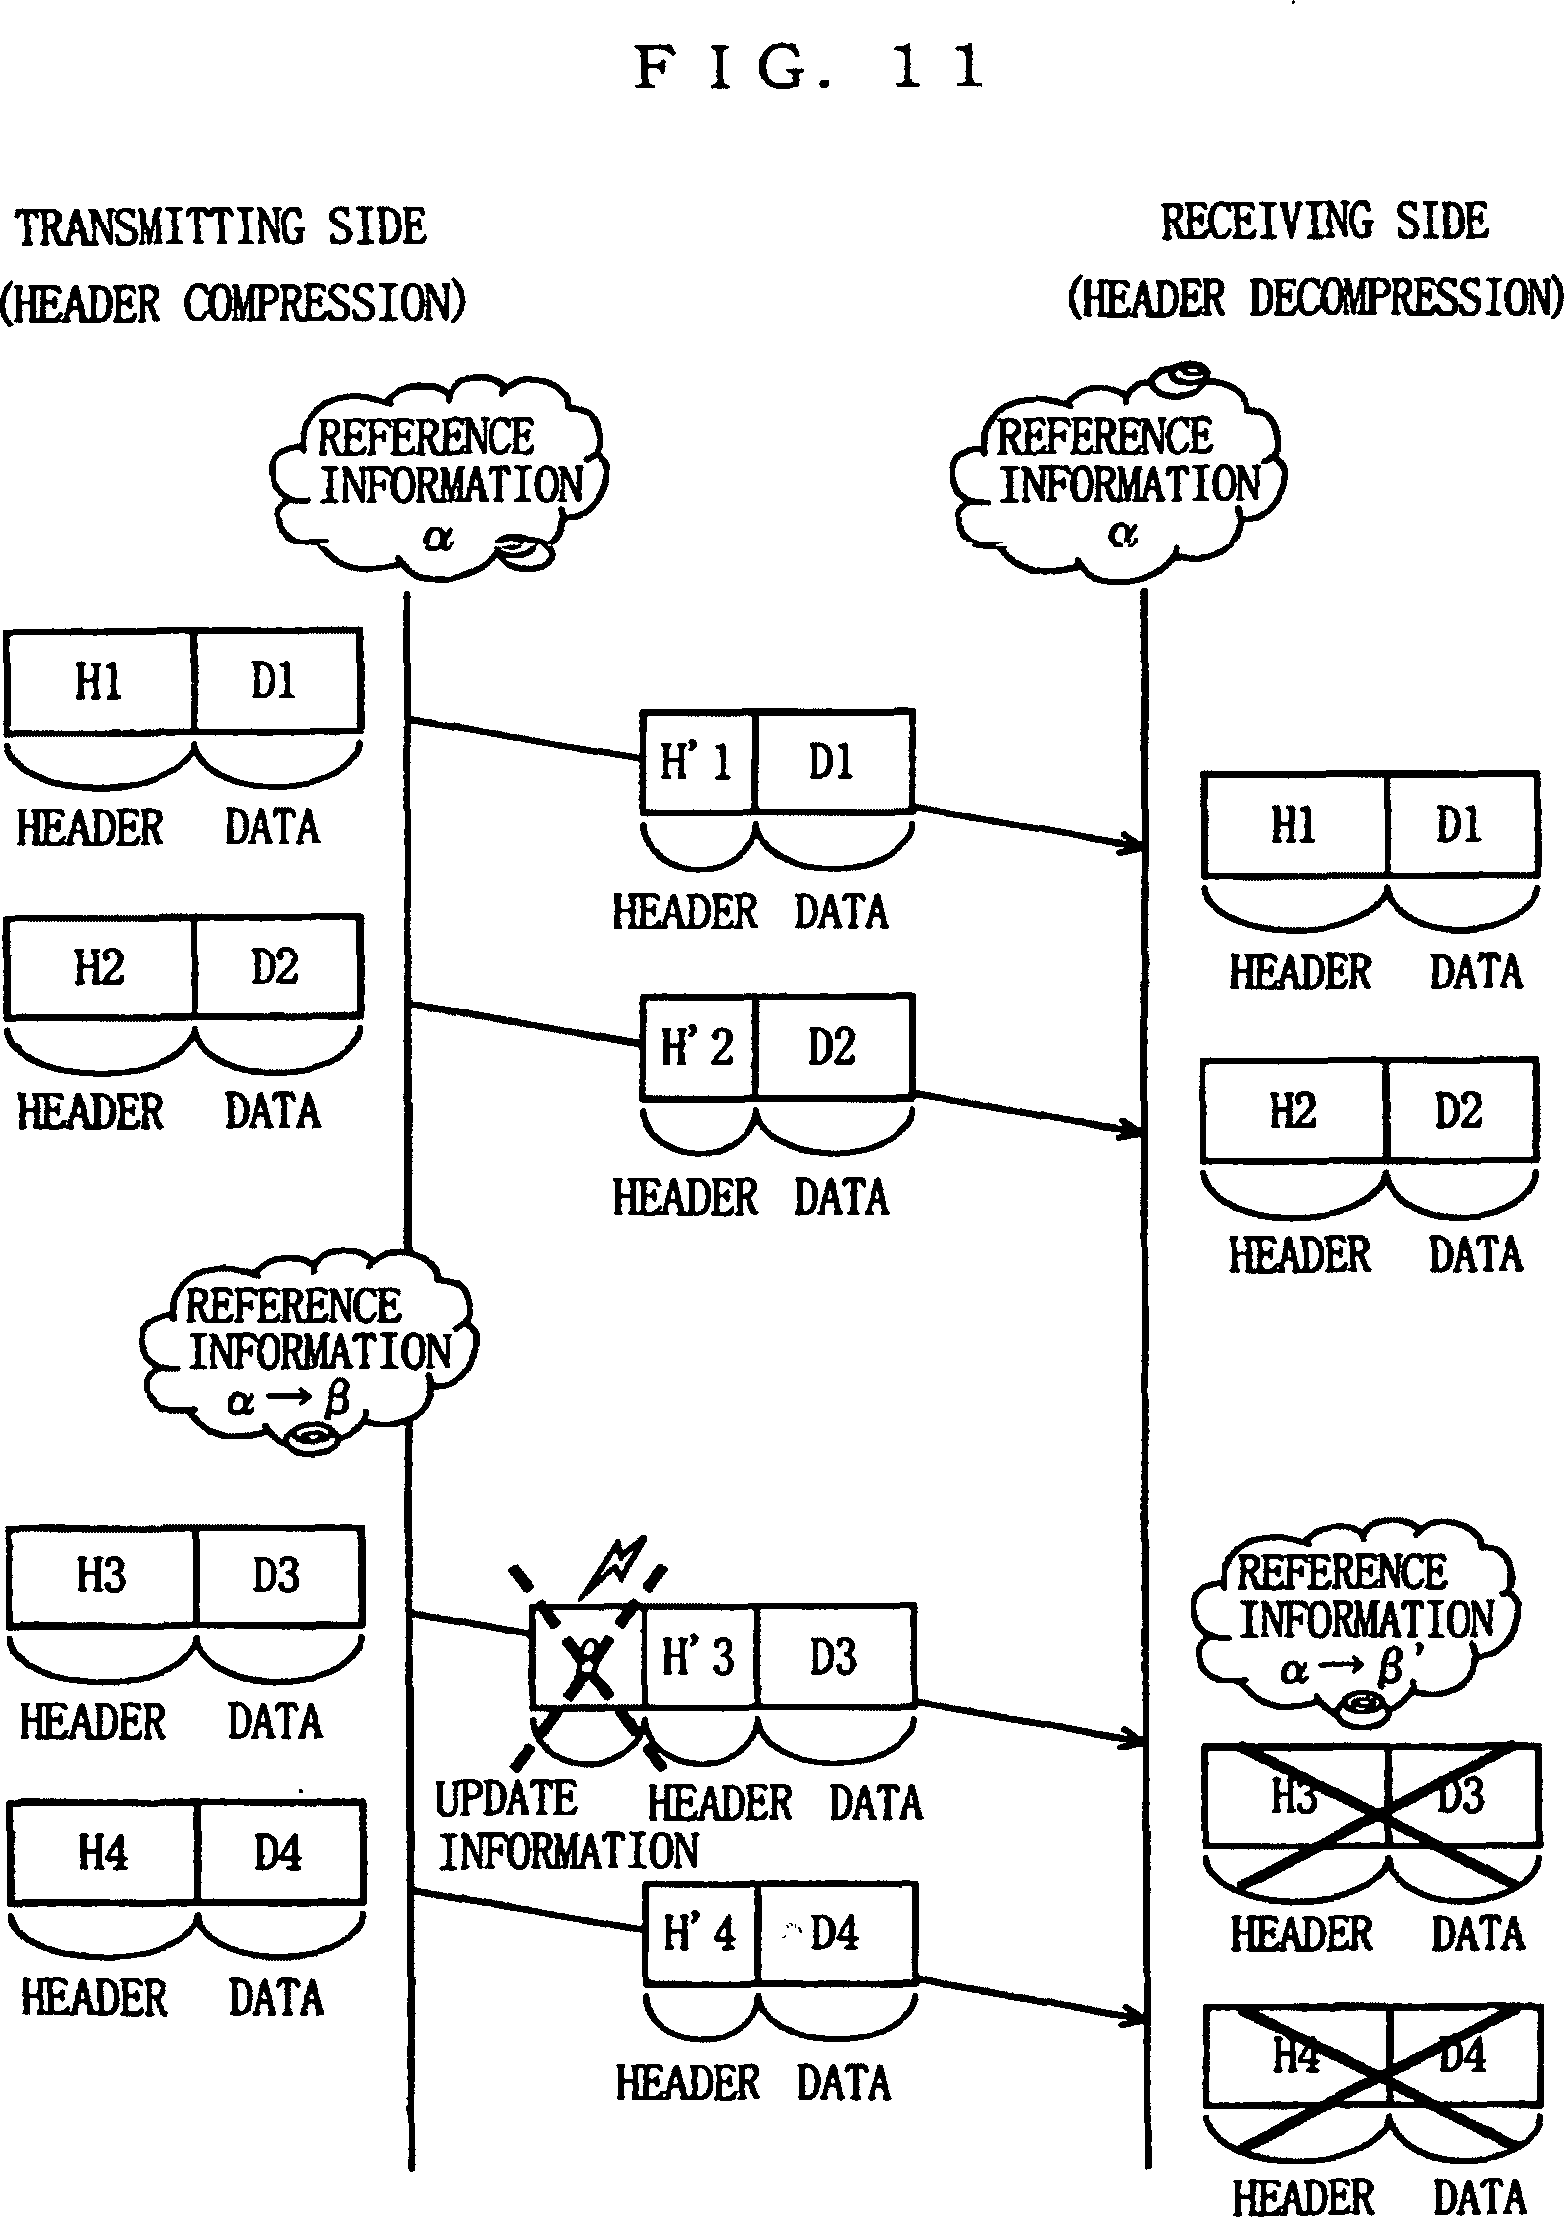 FIG. 11
TRANSMITTING SIDE
(HEADER COMPRESSION)
RECEIVING SIDE
(HEADER DECOMPRESSION)
REFERENCE
INFORMATION
α
REFERENCE
INFORMATION
α
H1 D1
HEADER DATA
H'1 D1
HEADER DATA
H1 D1
HEADER DATA
H2 D2
HEADER DATA
H'2 D2
HEADER DATA
H2 D2
HEADER DATA
REFERENCE
INFORMATION
α → β
H3 D3
HEADER DATA
H'3 D3
UPDATE
INFORMATION
HEADER DATA
REFERENCE
INFORMATION
α → β'
H3 D3
HEADER DATA
H4 D4
HEADER DATA
H'4 D4
HEADER DATA
H4 D4
HEADER DATA